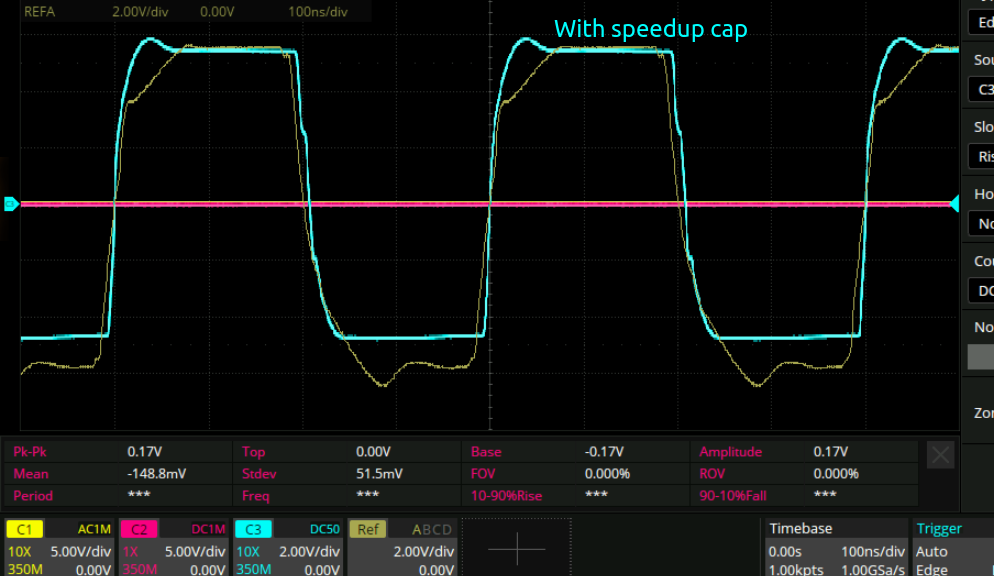 REFA 2.00V/div 0.00V 100ns/div
With speedup cap
Ed
Sou
C3
Slo
Ris
Ho
No
Cou
DC
No
Zor
Pk-Pk 0.17V Top 0.00V Base -0.17V Amplitude 0.17V
Mean -148.8mV Stdev 51.5mV FOV 0.000% ROV 0.000%
Period *** Freq *** 10-90%Rise *** 90-10%Fall ***
C1 AC1M C2 DC1M C3 DC50 Ref ABCD Timebase Trigger
10X 5.00V/div 1X 5.00V/div 10X 2.00V/div 2.00V/div 0.00s 100ns/div Auto
350M 0.00V 350M 0.00V 350M 0.00V 0.00V 1.00kpts 1.00GSa/s Edge